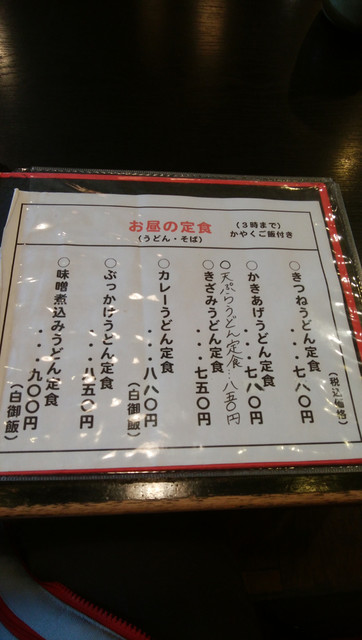 お昼の定食
(うどん・そば)
(3時まで)
かやくご飯付き
(税込価格)
○きつねうどん定食・・・七八〇円
○かきあげうどん定食・・七八〇円
○天ぷらうどん定食…八五〇円
○きざみうどん定食・・・七五〇円
○カレーうどん定食・・・八八〇円
(白御飯)
○ぶっかけうどん定食・・・八五〇円
○味噌煮込みうどん定食・・・九〇〇円
(白御飯)